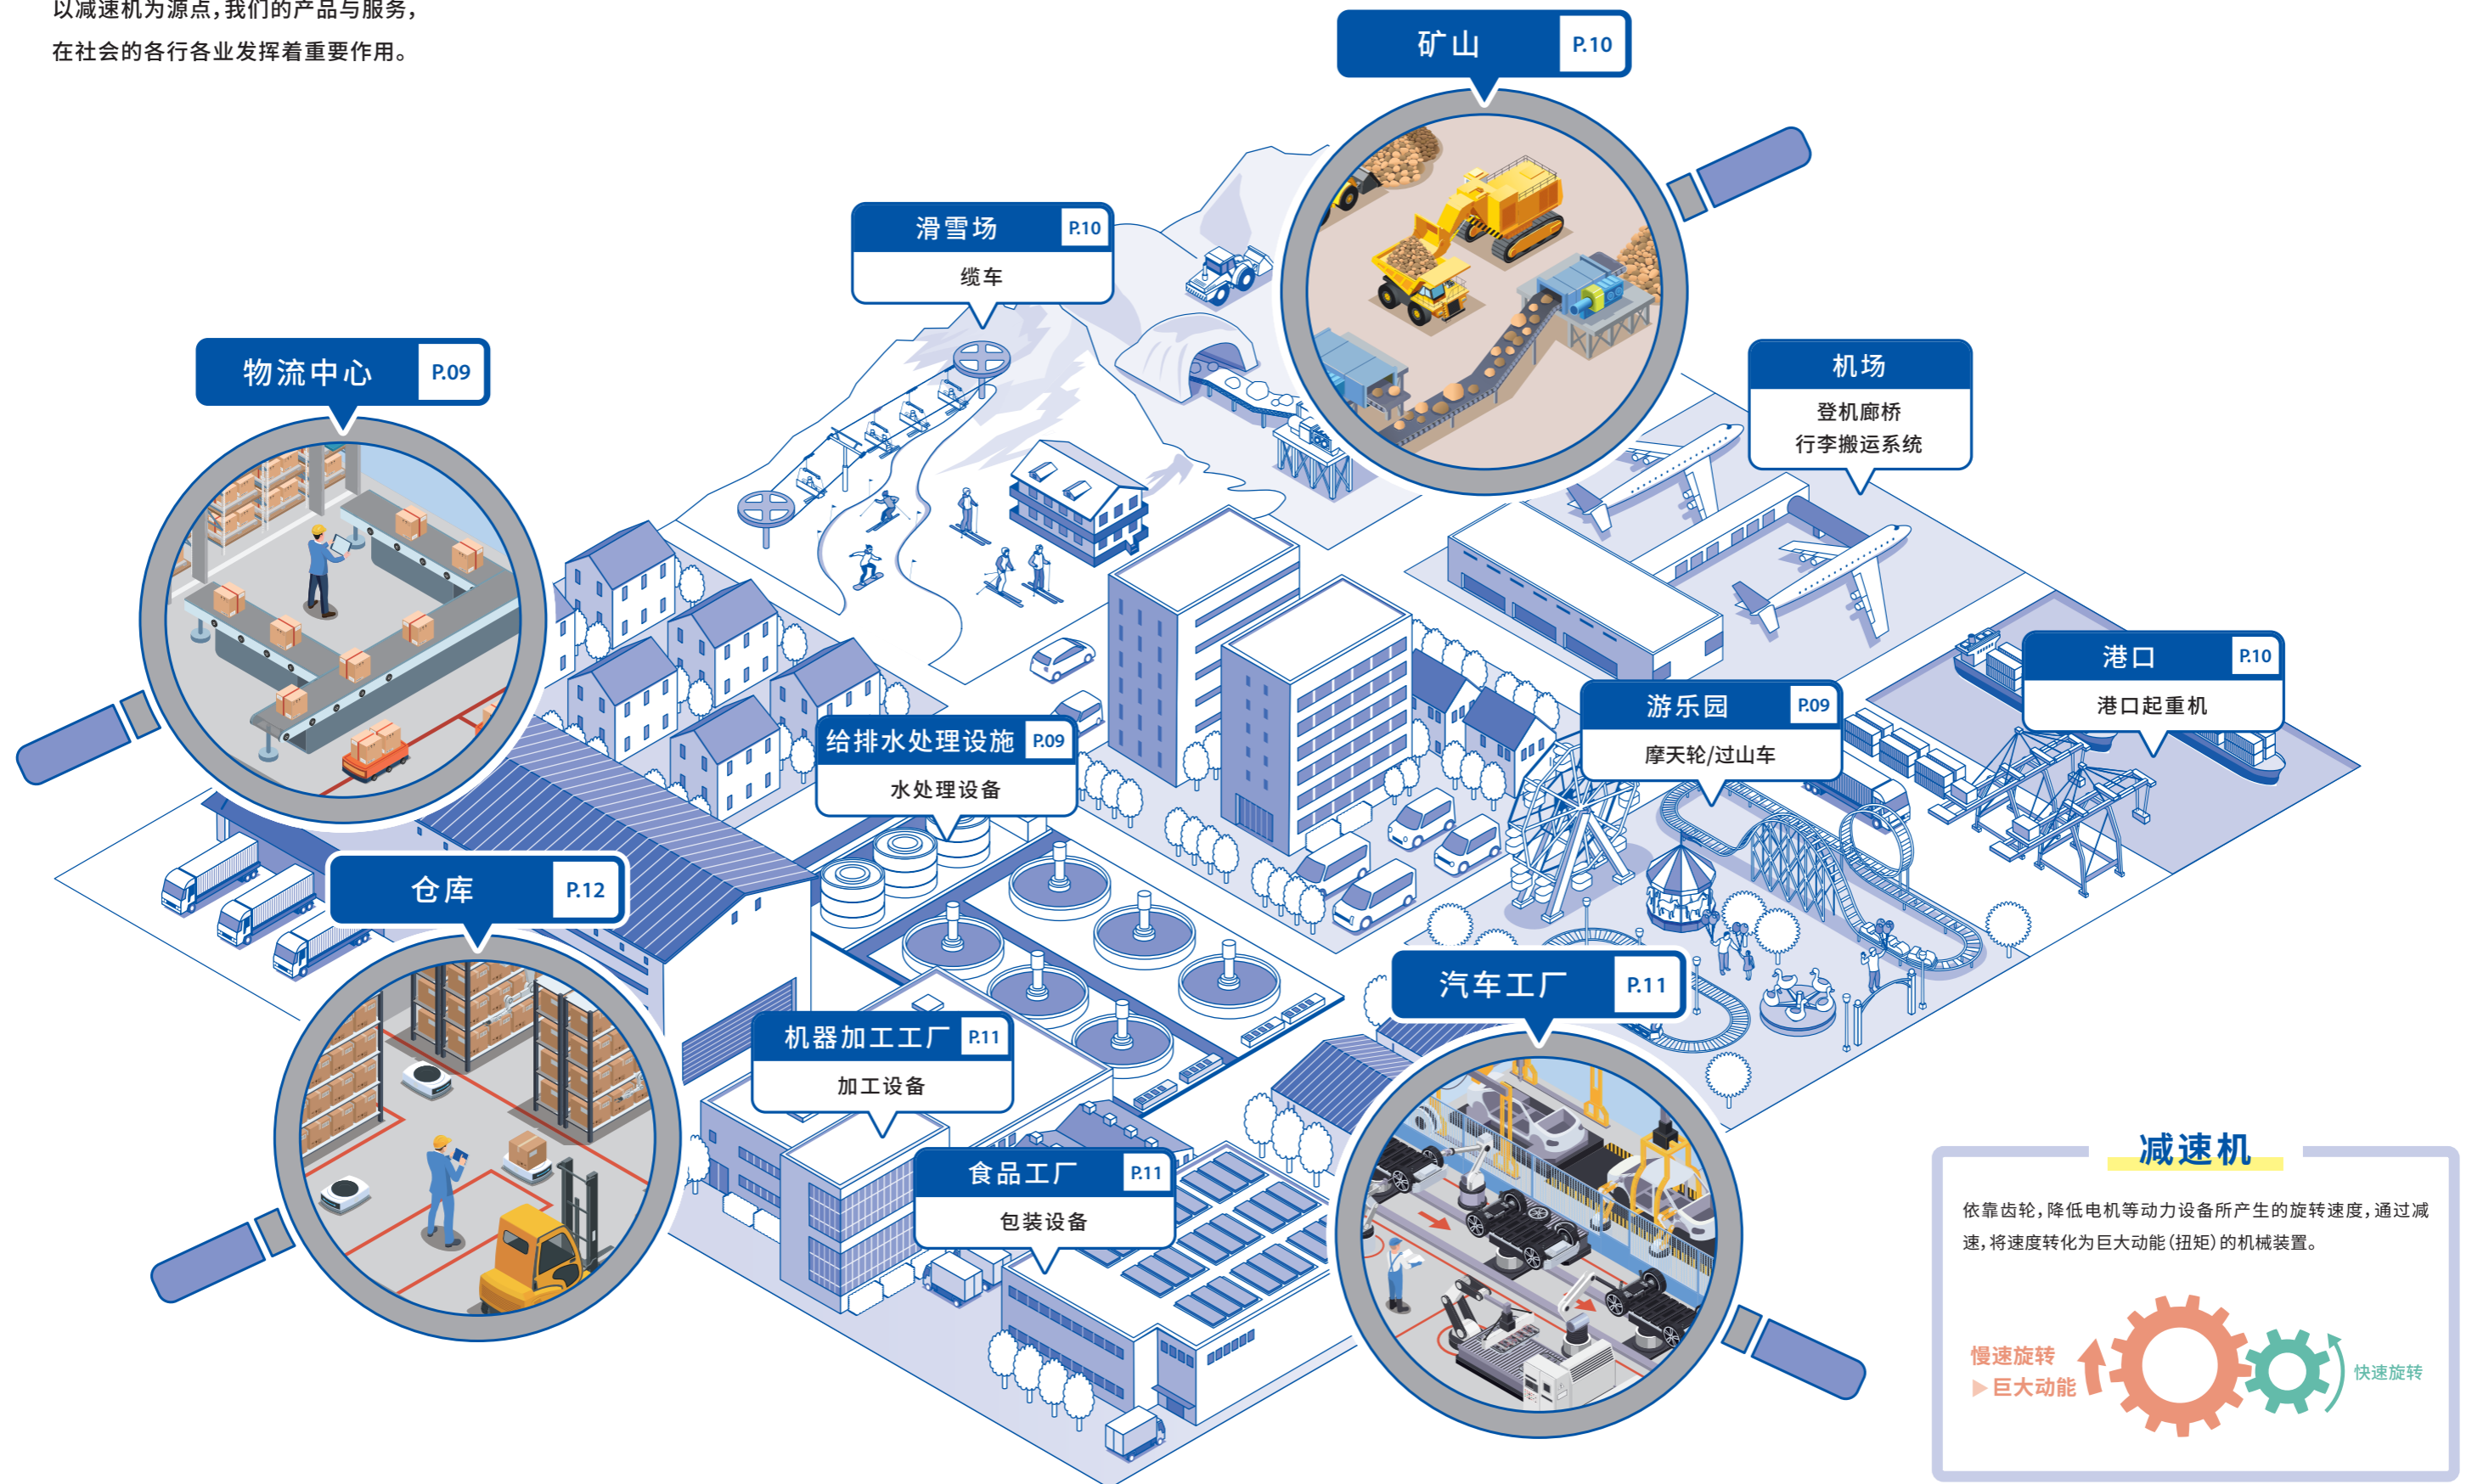 以减速机为源点,我们的产品与服务,
在社会的各行各业发挥着重要作用。
矿山 P.10
滑雪场 P.10
缆车
物流中心 P.09
机场
登机廊桥
行李搬运系统
港口 P.10
港口起重机
游乐园 P.09
摩天轮/过山车
给排水处理设施 P.09
水处理设备
仓库 P.12
汽车工厂 P.11
机器加工工厂 P.11
加工设备
食品工厂 P.11
包装设备
减速机
依靠齿轮,降低电机等动力设备所产生的旋转速度,通过减
速,将速度转化为巨大动能(扭矩)的机械装置。
慢速旋转
▶巨大动能
快速旋转